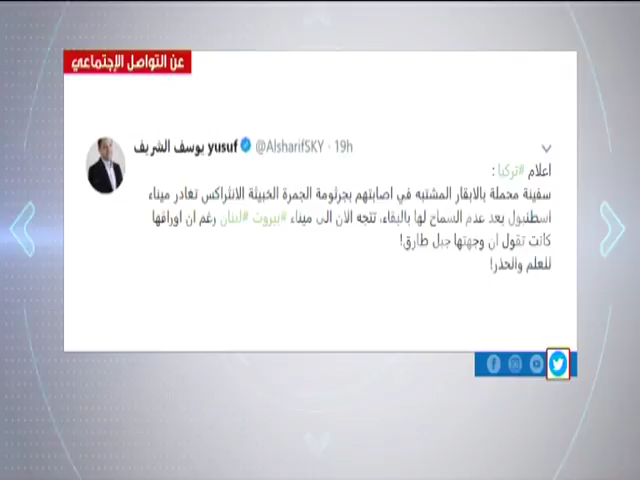 عن التواصل الإجتماعي
yusuf يوسف الشريف @AlsharifSKY · 19h
اعلام #تركيا :
سفينة محملة بالابقار المشتبه في اصابتهم بجرثومة الجمرة الخبيثة الانثراكس تغادر ميناء
اسطنبول بعد عدم السماح لها بالبقاء، تتجه الان الى ميناء #بيروت #لبنان رغم ان اوراقها
كانت تقول ان وجهتها جبل طارق!
للعلم والحذر!